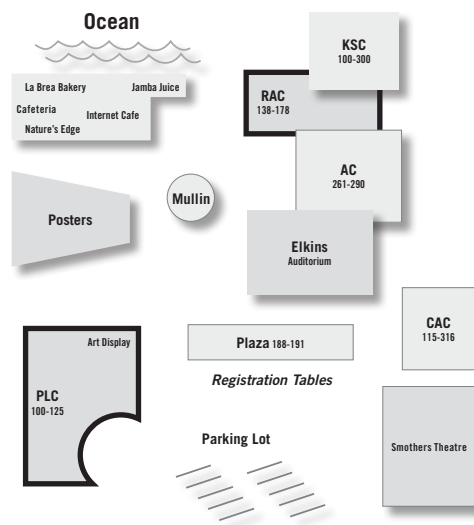 Ocean
KSC
100-300
La Brea Bakery
Jamba Juice
Cafeteria
Internet Cafe
Nature's Edge
RAC
138-178
AC
261-290
Mullin
Posters
Elkins
Auditorium
CAC
115-316
Plaza 188-191
Art Display
Registration Tables
PLC
100-125
Parking Lot
Smothers Theatre